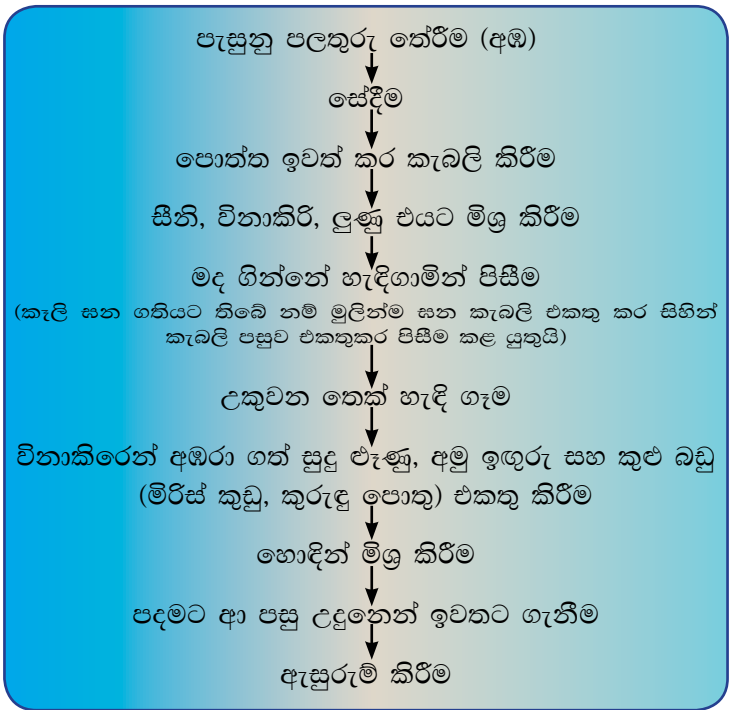 පැසුනු පලතුරු තේරීම (අඹ)
සේදීම
පොත්ත ඉවත් කර කැබලි කිරීම
සීනි, විනාකිරි, ලුණු එයට මිශ්‍ර කිරීම
මද ගින්නේ හැඳිගාමින් පිසීම
(කෑලි ඝන ගතියට තිබේ නම් මුලින්ම ඝන කැබලි එකතු කර සිහින්
කැබලි පසුව එකතුකර පිසීම කළ යුතුයි)
උකුවන තෙක් හැඳි ගෑම
විනාකිරෙන් අඹරා ගත් සුදු ළූණු, අමු ඉඟුරු සහ කුළු බඩු
(මිරිස් කුඩු, කුරුඳු පොතු) එකතු කිරීම
හොඳින් මිශ්‍ර කිරීම
පදමට ආ පසු උදුනෙන් ඉවතට ගැනීම
ඇසුරුම් කිරීම